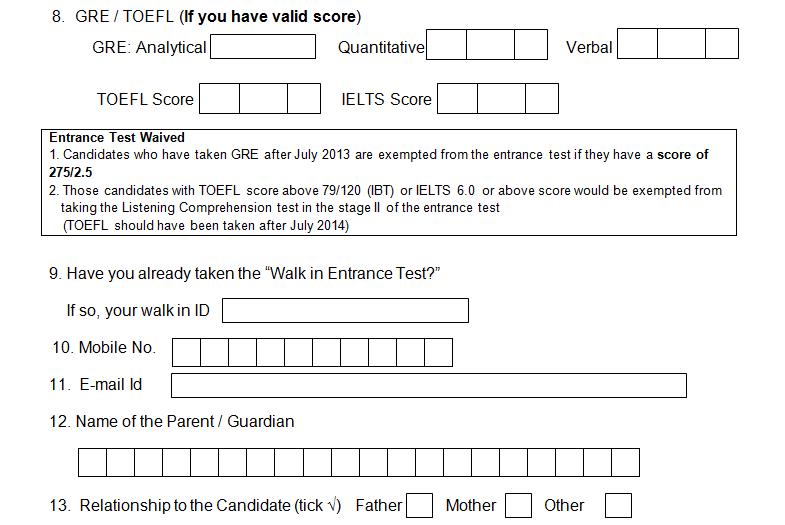 8. GRE / TOEFL (If you have valid score)
GRE: Analytical Quantitative Verbal
TOEFL Score IELTS Score
Entrance Test Waived
1. Candidates who have taken GRE after July 2013 are exempted from the entrance test if they have a score of
275/2.5
2. Those candidates with TOEFL score above 79/120 (IBT) or IELTS 6.0 or above score would be exempted from
taking the Listening Comprehension test in the stage II of the entrance test
(TOEFL should have been taken after July 2014)
9. Have you already taken the “Walk in Entrance Test?”
If so, your walk in ID
10. Mobile No.
11. E-mail Id
12. Name of the Parent / Guardian
13. Relationship to the Candidate (tick √) Father Mother Other